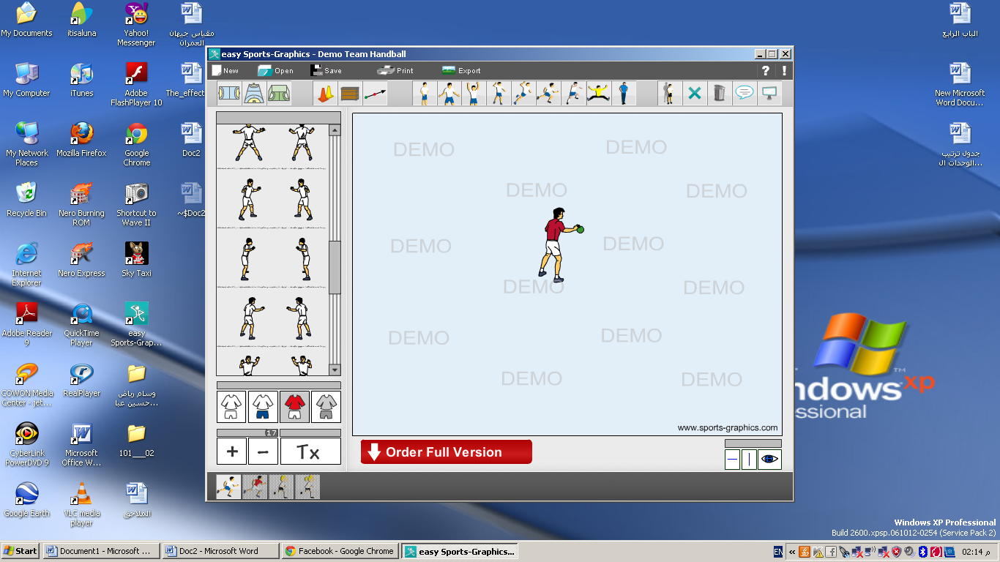 My Documents
itisaluna
Yahoo!
Messenger
مقياس جيهان
العمران
الباب الرابع
My Computer
iTunes
Adobe
FlashPlayer 10
The_effect
New Microsoft
Word Docu...
My Network
Places
Mozilla Firefox
Google
Chrome
Doc2
جدول ترتيب
الوحدات ال...
Recycle Bin
Nero Burning
ROM
Shortcut to
Wave II
~$Doc2
Internet
Explorer
Nero Express
Sky Taxi
Adobe Reader
9
QuickTime
Player
easy
Sports-Grap...
COWON Media
Center - jet...
RealPlayer
وسام رياض
حسين عبا...
CyberLink
PowerDVD 9
Microsoft
Office W...
101___02
Google Earth
VLC media
player
الملاحق
easy Sports-Graphics - Demo Team Handball
New
Open
Save
Print
Export
? !
DEMO
DEMO
DEMO
DEMO
DEMO
DEMO
DEMO
DEMO
DEMO
DEMO
DEMO
DEMO
www.sports-graphics.com
17
+
−
Tx
Order Full Version
Windows xp
Professional
TM
Windows XP Professional
Build 2600.xpsp.061012-0254 (Service Pack 2)
Start
Document1 - Microsoft ...
Doc2 - Microsoft Word
Facebook - Google Chrome
easy Sports-Graphics...
EN
«
02:14 م